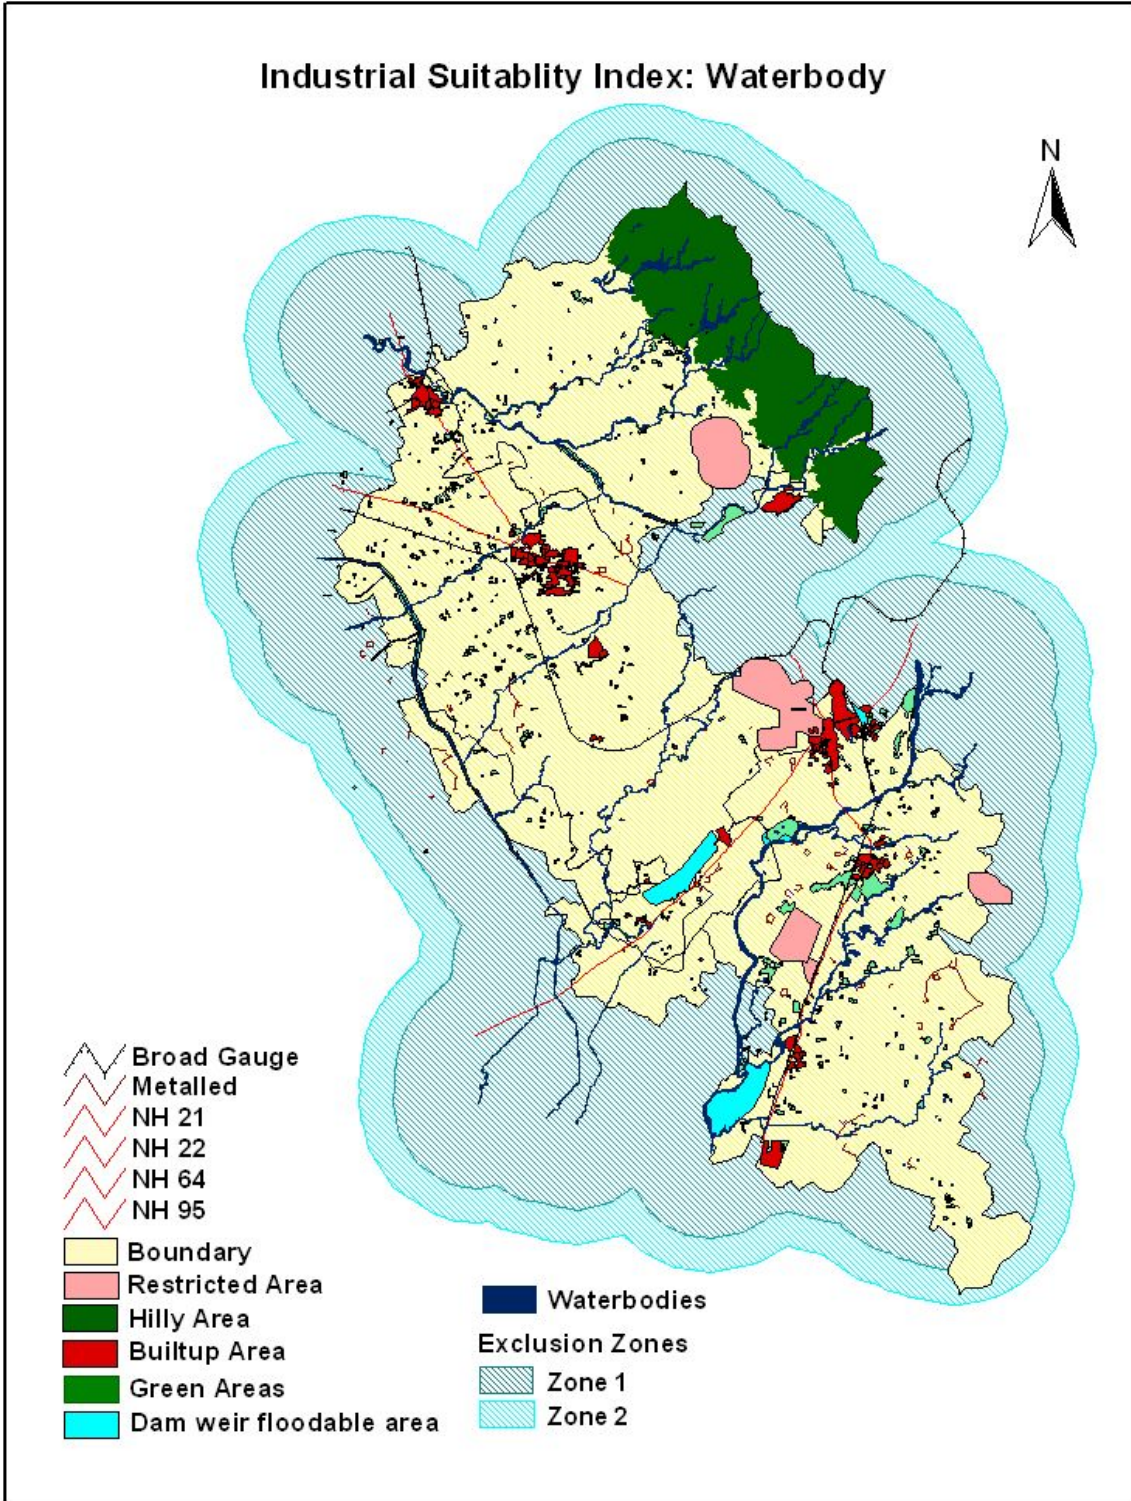 Industrial Suitablity Index: Waterbody
N
Broad Gauge
Metalled
NH 21
NH 22
NH 64
NH 95
Boundary
Restricted Area
Hilly Area
Builtup Area
Green Areas
Dam weir floodable area
Waterbodies
Exclusion Zones
Zone 1
Zone 2